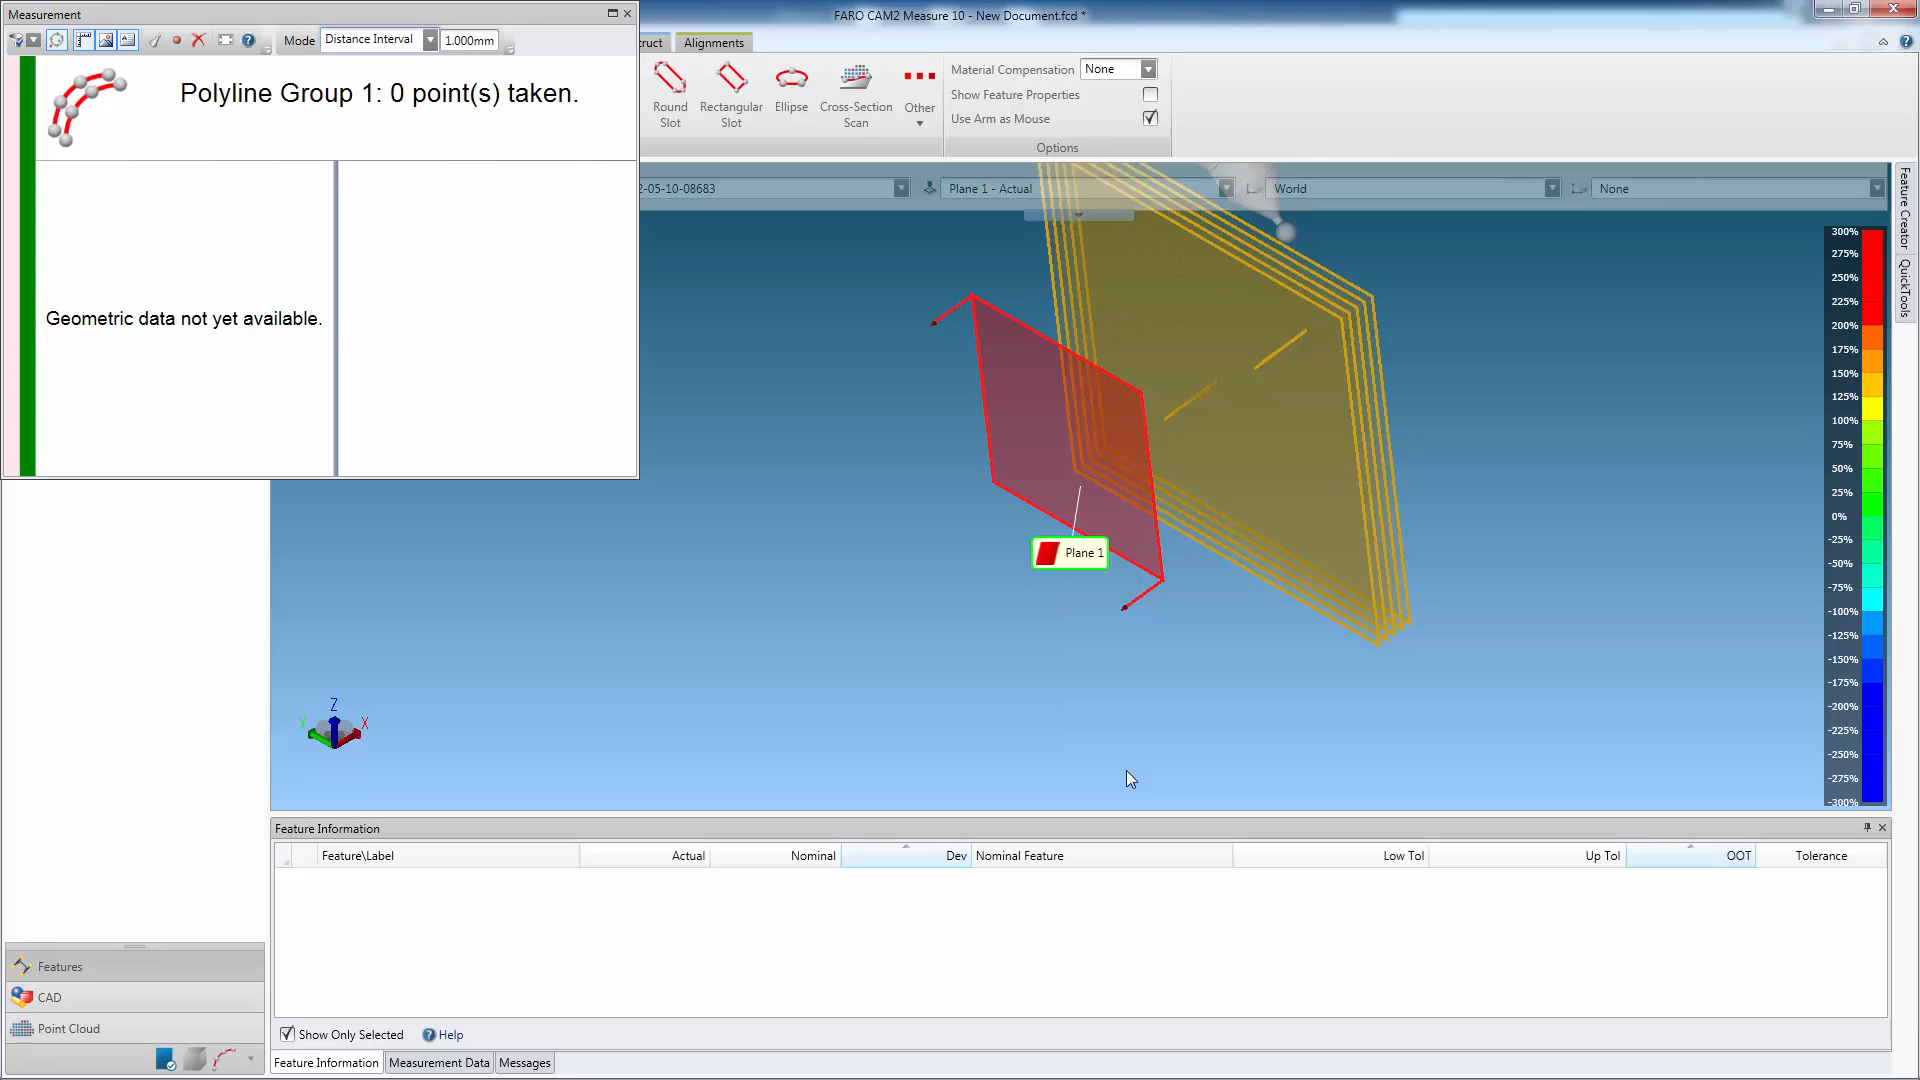 Measurement
FARO CAM2 Measure 10 - New Document.fcd *
Mode Distance Interval 1.000mm
ruct Alignments
Polyline Group 1: 0 point(s) taken.
Geometric data not yet available.
Round Slot
Rectangular Slot
Ellipse
Cross-Section Scan
Other
Material Compensation None
Show Feature Properties
Use Arm as Mouse
Options
2-05-10-08683
Plane 1 - Actual
World
None
Feature Creator
QuickTools
Plane 1
Z
Y
X
300%
275%
250%
225%
200%
175%
150%
125%
100%
75%
50%
25%
0%
-25%
-50%
-75%
-100%
-125%
-150%
-175%
-200%
-225%
-250%
-275%
-300%
Feature Information
Feature\Label Actual Nominal Dev Nominal Feature Low Tol Up Tol OOT Tolerance
Features
CAD
Point Cloud
Show Only Selected Help
Feature Information Measurement Data Messages